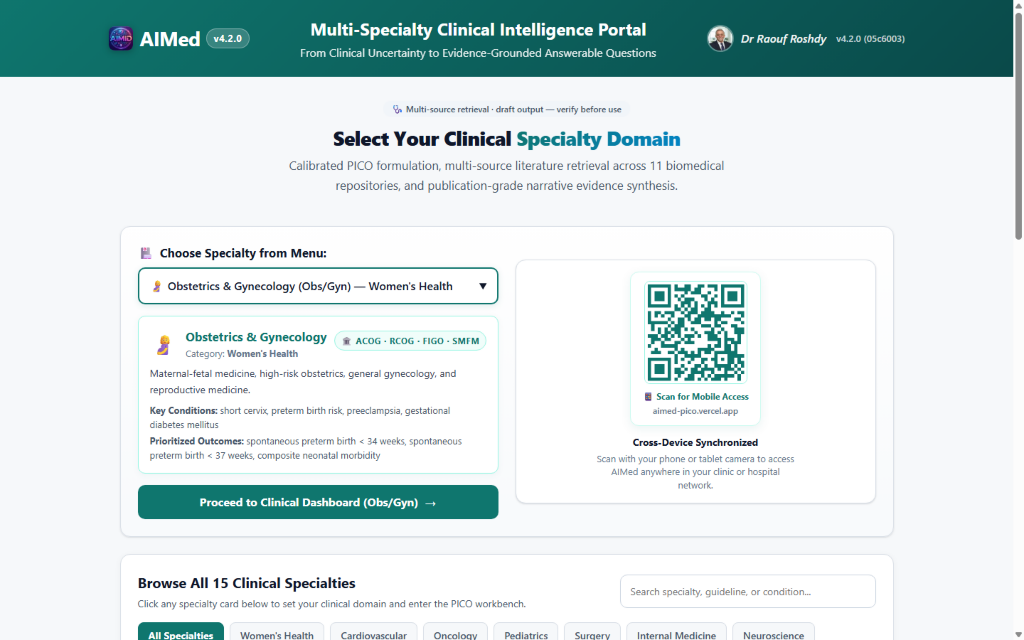 AIMed v4.2.0
Multi-Specialty Clinical Intelligence Portal
From Clinical Uncertainty to Evidence-Grounded Answerable Questions
Dr Raouf Roshdy v4.2.0 (05c6003)
Multi-source retrieval · draft output — verify before use
Select Your Clinical Specialty Domain
Calibrated PICO formulation, multi-source literature retrieval across 11 biomedical
repositories, and publication-grade narrative evidence synthesis.
Choose Specialty from Menu:
Obstetrics & Gynecology (Obs/Gyn) — Women's Health
Obstetrics & Gynecology
ACOG · RCOG · FIGO · SMFM
Category: Women's Health
Maternal-fetal medicine, high-risk obstetrics, general gynecology, and
reproductive medicine.
Key Conditions: short cervix, preterm birth risk, preeclampsia, gestational
diabetes mellitus
Prioritized Outcomes: spontaneous preterm birth < 34 weeks, spontaneous
preterm birth < 37 weeks, composite neonatal morbidity
Proceed to Clinical Dashboard (Obs/Gyn) →
Scan for Mobile Access
aimed-pico.vercel.app
Cross-Device Synchronized
Scan with your phone or tablet camera to access
AIMed anywhere in your clinic or hospital
network.
Browse All 15 Clinical Specialties
Click any specialty card below to set your clinical domain and enter the PICO workbench.
Search specialty, guideline, or condition...
All Specialties Women's Health Cardiovascular Oncology Pediatrics Surgery Internal Medicine Neuroscience